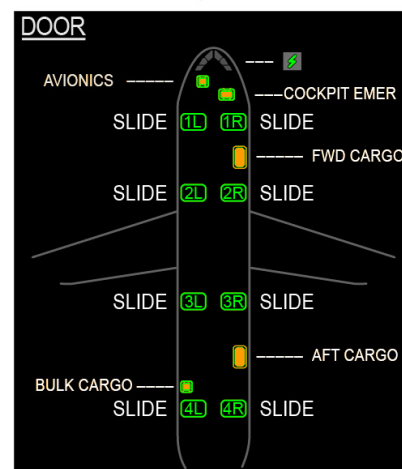 DOOR
AVIONICS
COCKPIT EMER
SLIDE 1L 1R SLIDE
FWD CARGO
SLIDE 2L 2R SLIDE
SLIDE 3L 3R SLIDE
AFT CARGO
BULK CARGO
SLIDE 4L 4R SLIDE